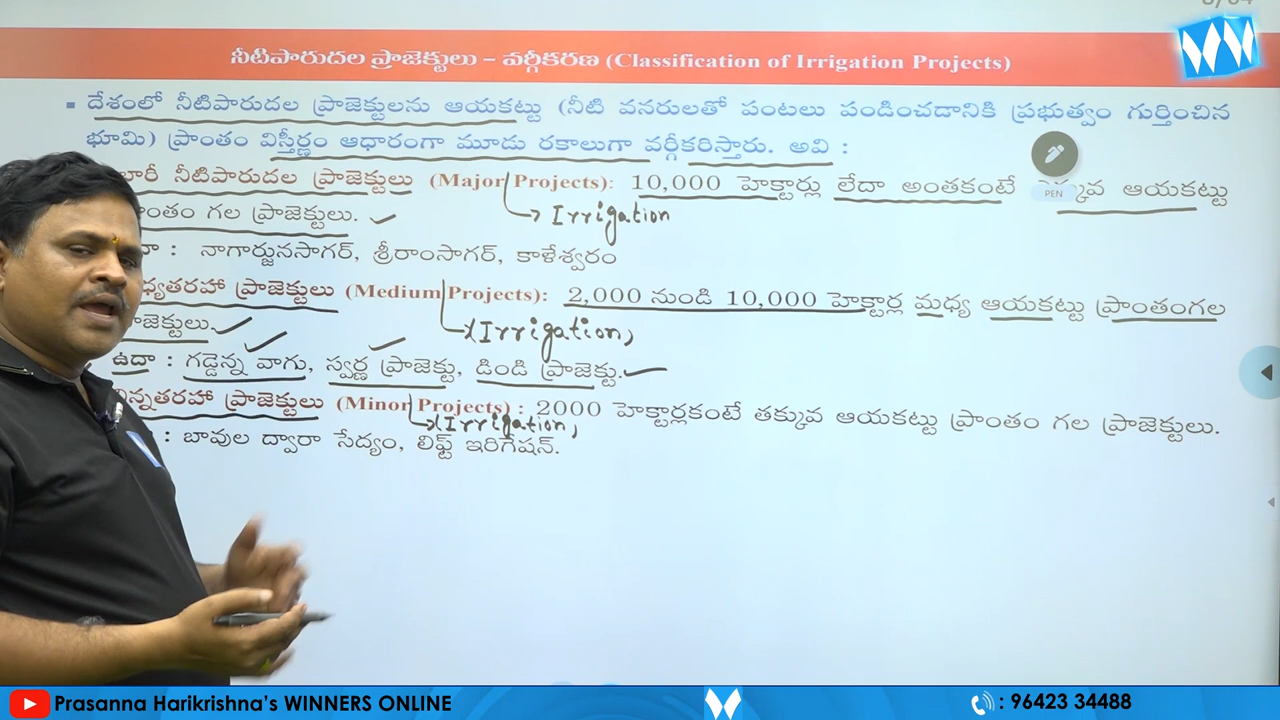 నీటిపారుదల ప్రాజెక్టులు – వర్గీకరణ (Classification of Irrigation Projects)
▪ దేశంలో నీటిపారుదల ప్రాజెక్టులను ఆయకట్టు (నీటి వనరులతో పంటలు పండించడానికి ప్రభుత్వం గుర్తించిన
భూమి) ప్రాంతం విస్తీర్ణం ఆధారంగా మూడు రకాలుగా వర్గీకరిస్తారు. అవి :
నీటిపారుదల ప్రాజెక్టులు (Major Projects): 10,000 హెక్టార్లు లేదా అంతకంటే ఆయకట్టు
PEN
గల ప్రాజెక్టులు.
Irrigation
: నాగార్జునసాగర్, శ్రీరాంసాగర్, కాళేశ్వరం
ప్రాజెక్టులు (Medium Projects): 2,000 నుండి 10,000 హెక్టార్ల మధ్య ఆయకట్టు ప్రాంతంగల
Irrigation,
ఉదా : గడ్డెన్న వాగు, స్వర్ణ ప్రాజెక్టు, డిండి ప్రాజెక్టు.
ప్రాజెక్టులు (Minor Projects) : 2000 హెక్టార్లకంటే తక్కువ ఆయకట్టు ప్రాంతం గల ప్రాజెక్టులు.
Irrigation,
: బావుల ద్వారా సేద్యం, లిఫ్ట్ ఇరిగేషన్.
Prasanna Harikrishna's WINNERS ONLINE
: 96423 34488